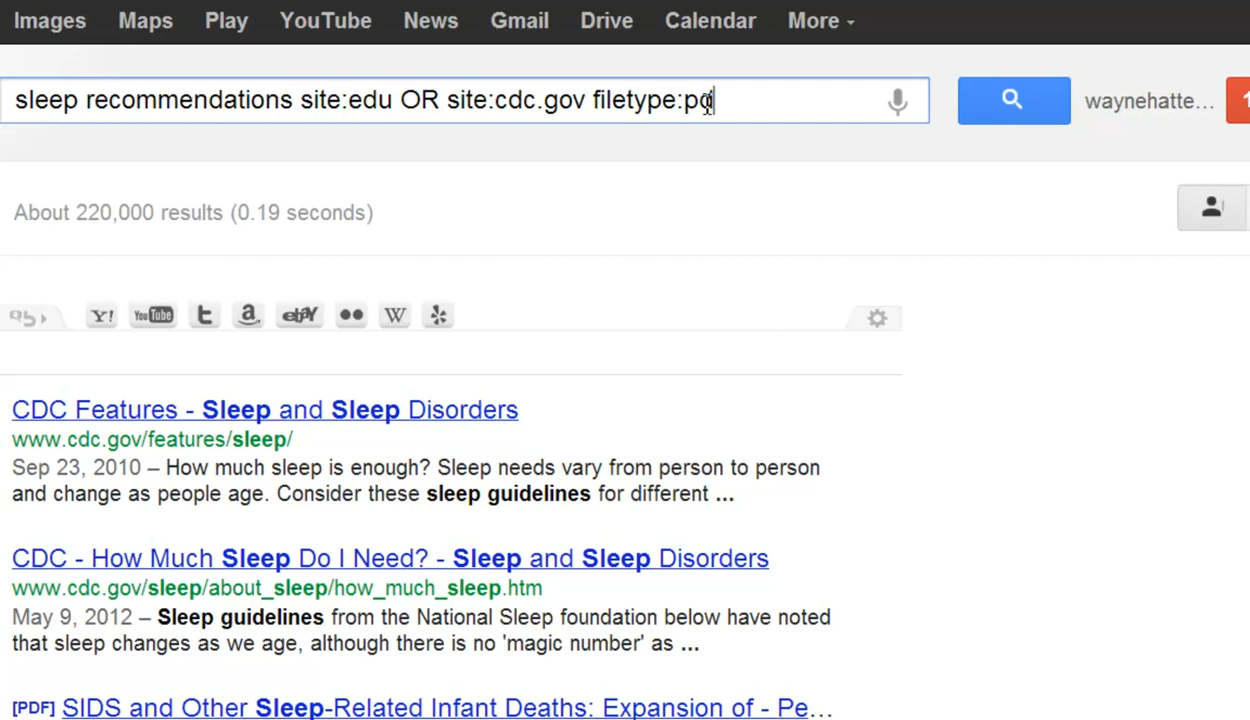 Images Maps Play YouTube News Gmail Drive Calendar More
sleep recommendations site:edu OR site:cdc.gov filetype:pd
waynehatte...
About 220,000 results (0.19 seconds)
Y! YouTube t a ebay W
CDC Features - Sleep and Sleep Disorders
www.cdc.gov/features/sleep/
Sep 23, 2010 – How much sleep is enough? Sleep needs vary from person to person
and change as people age. Consider these sleep guidelines for different ...
CDC - How Much Sleep Do I Need? - Sleep and Sleep Disorders
www.cdc.gov/sleep/about_sleep/how_much_sleep.htm
May 9, 2012 – Sleep guidelines from the National Sleep foundation below have noted
that sleep changes as we age, although there is no 'magic number' as ...
[PDF] SIDS and Other Sleep-Related Infant Deaths: Expansion of - Pe...